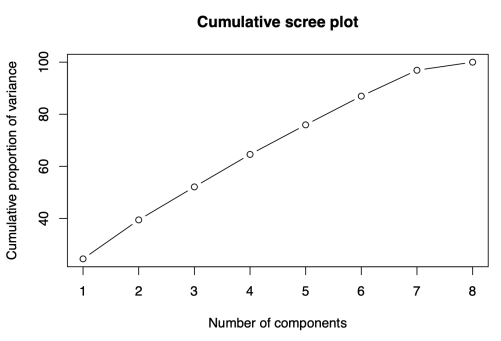 Cumulative scree plot
Cumulative proportion of variance
100
80
60
40
1 2 3 4 5 6 7 8
Number of components